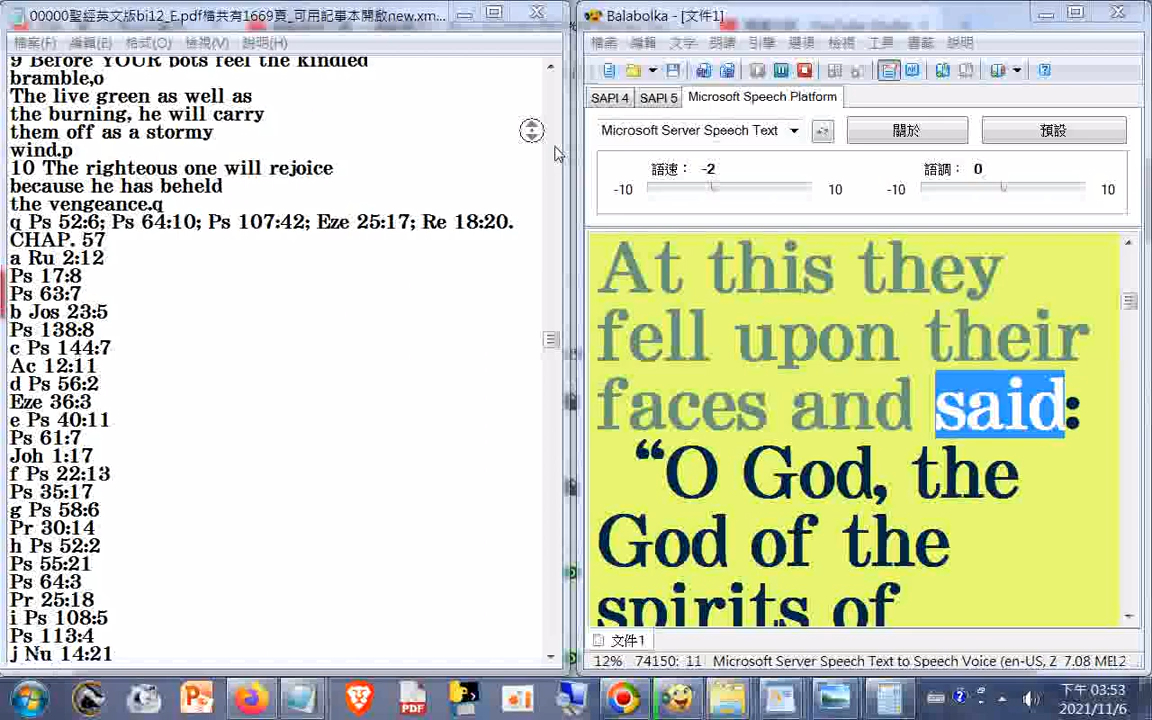 00000聖經英文版bi12_E.pdf檔共有1669頁_可用記事本開啟new.xm...
檔案(F) 編輯(E) 格式(O) 檢視(V) 說明(H)
9 Before YOUR pots feel the kindled
bramble,o
The live green as well as
the burning, he will carry
them off as a stormy
wind.p
10 The righteous one will rejoice
because he has beheld
the vengeance.q
q Ps 52:6; Ps 64:10; Ps 107:42; Eze 25:17; Re 18:20.
CHAP. 57
a Ru 2:12
Ps 17:8
Ps 63:7
b Jos 23:5
Ps 138:8
c Ps 144:7
Ac 12:11
d Ps 56:2
Eze 36:3
e Ps 40:11
Ps 61:7
Joh 1:17
f Ps 22:13
Ps 35:17
g Ps 58:6
Pr 30:14
h Ps 52:2
Ps 55:21
Ps 64:3
Pr 25:18
i Ps 108:5
Ps 113:4
j Nu 14:21
Balabolka - [文件1]
檔案 編輯 文字 朗讀 引擎 選項 檢視 工具 書籤 說明
SAPI 4 SAPI 5 Microsoft Speech Platform
Microsoft Server Speech Text 關於 預設
語速： -2 語調： 0
-10 10 -10 10
At this they
fell upon their
faces and said:
“O God, the
God of the
spirits of
文件1
12% 74150: 11 Microsoft Server Speech Text to Speech Voice (en-US, Z 7.08 ME12
PDF
下午 03:53
2021/11/6